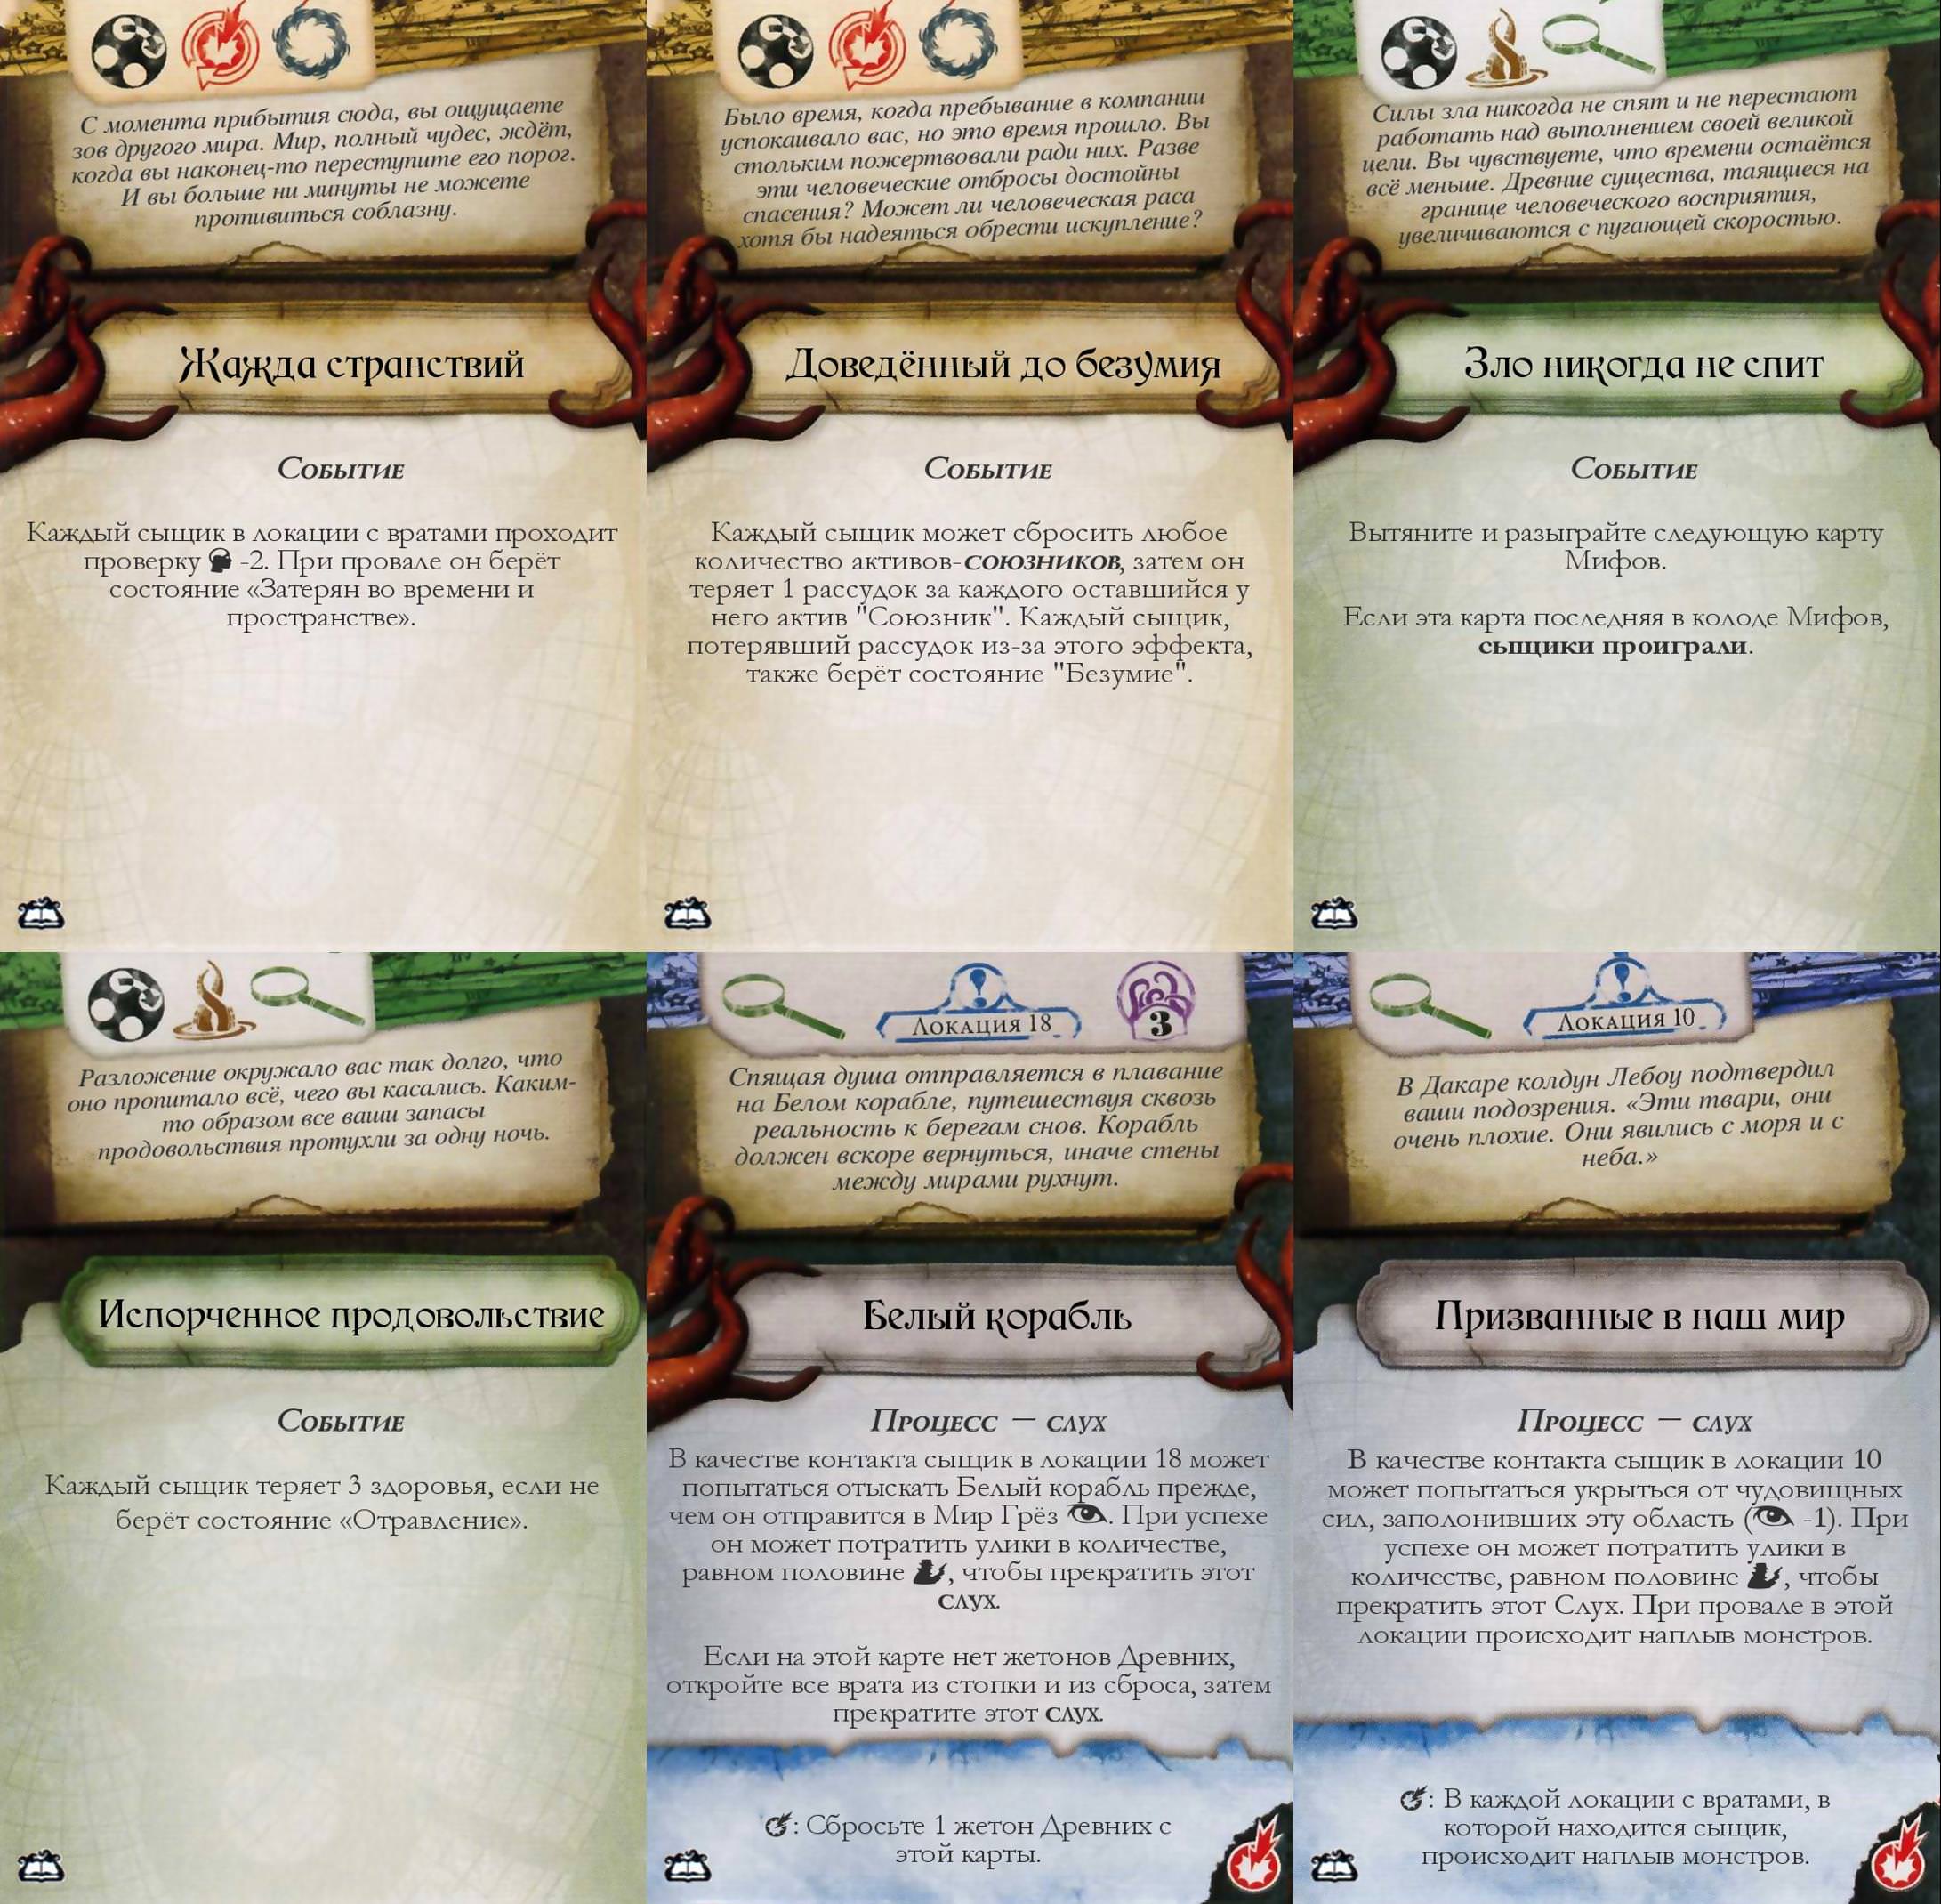 С момента прибытия сюда, вы ощущаете
зов другого мира. Мир, полный чудес, ждёт,
когда вы наконец-то переступите его порог.
И вы больше ни минуты не можете
противиться соблазну.
Жажда странствий
Событие
Каждый сыщик в локации с вратами проходит
проверку -2. При провале он берёт
состояние «Затерян во времени и
пространстве».
Было время, когда пребывание в компании
успокаивало вас, но это время прошло. Вы
стольким пожертвовали ради них. Разве
эти человеческие отбросы достойны
спасения? Может ли человеческая раса
хотя бы надеяться обрести искупление?
Доведённый до безумия
Событие
Каждый сыщик может сбросить любое
количество активов-союзников, затем он
теряет 1 рассудок за каждого оставшийся у
него актив "Союзник". Каждый сыщик,
потерявший рассудок из-за этого эффекта,
также берёт состояние "Безумие".
Силы зла никогда не спят и не перестают
работать над выполнением своей великой
цели. Вы чувствуете, что времени остаётся
всё меньше. Древние существа, таящиеся на
границе человеческого восприятия,
увеличиваются с пугающей скоростью.
Зло никогда не спит
Событие
Вытяните и разыграйте следующую карту
Мифов.
Если эта карта последняя в колоде Мифов,
сыщики проиграли.
Разложение окружало вас так долго, что
оно пропитало всё, чего вы касались. Каким-
то образом все ваши запасы
продовольствия протухли за одну ночь.
Испорченное продовольствие
Событие
Каждый сыщик теряет 3 здоровья, если не
берёт состояние «Отравление».
Локация 18
3
Спящая душа отправляется в плавание
на Белом корабле, путешествуя сквозь
реальность к берегам снов. Корабль
должен вскоре вернуться, иначе стены
между мирами рухнут.
Белый корабль
Процесс — слух
В качестве контакта сыщик в локации 18 может
попытаться отыскать Белый корабль прежде,
чем он отправится в Мир Грёз . При успехе
он может потратить улики в количестве,
равном половине , чтобы прекратить этот
слух.
Если на этой карте нет жетонов Древних,
откройте все врата из стопки и из сброса, затем
прекратите этот слух.
: Сбросьте 1 жетон Древних с
этой карты.
Локация 10
В Дакаре колдун Лебоу подтвердил
ваши подозрения. «Эти твари, они
очень плохие. Они явились с моря и с
неба.»
Призванные в наш мир
Процесс — слух
В качестве контакта сыщик в локации 10
может попытаться укрыться от чудовищных
сил, заполонивших эту область ( -1). При
успехе он может потратить улики в
количестве, равном половине , чтобы
прекратить этот Слух. При провале в этой
локации происходит наплыв монстров.
: В каждой локации с вратами, в
которой находится сыщик,
происходит наплыв монстров.